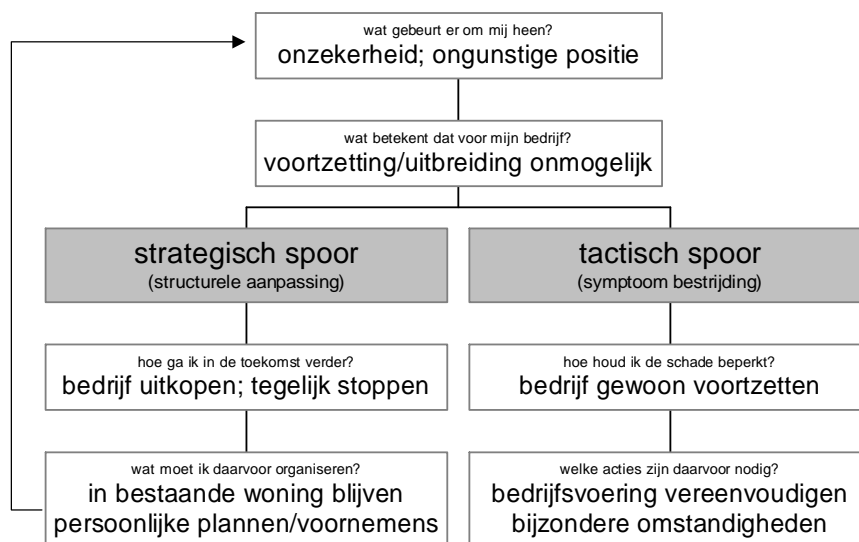 wat gebeurt er om mij heen?
onzekerheid; ongunstige positie
wat betekent dat voor mijn bedrijf?
voortzetting/uitbreiding onmogelijk
strategisch spoor
(structurele aanpassing)
tactisch spoor
(symptoom bestrijding)
hoe ga ik in de toekomst verder?
bedrijf uitkopen; tegelijk stoppen
hoe houd ik de schade beperkt?
bedrijf gewoon voortzetten
wat moet ik daarvoor organiseren?
in bestaande woning blijven
persoonlijke plannen/voornemens
welke acties zijn daarvoor nodig?
bedrijfsvoering vereenvoudigen
bijzondere omstandigheden